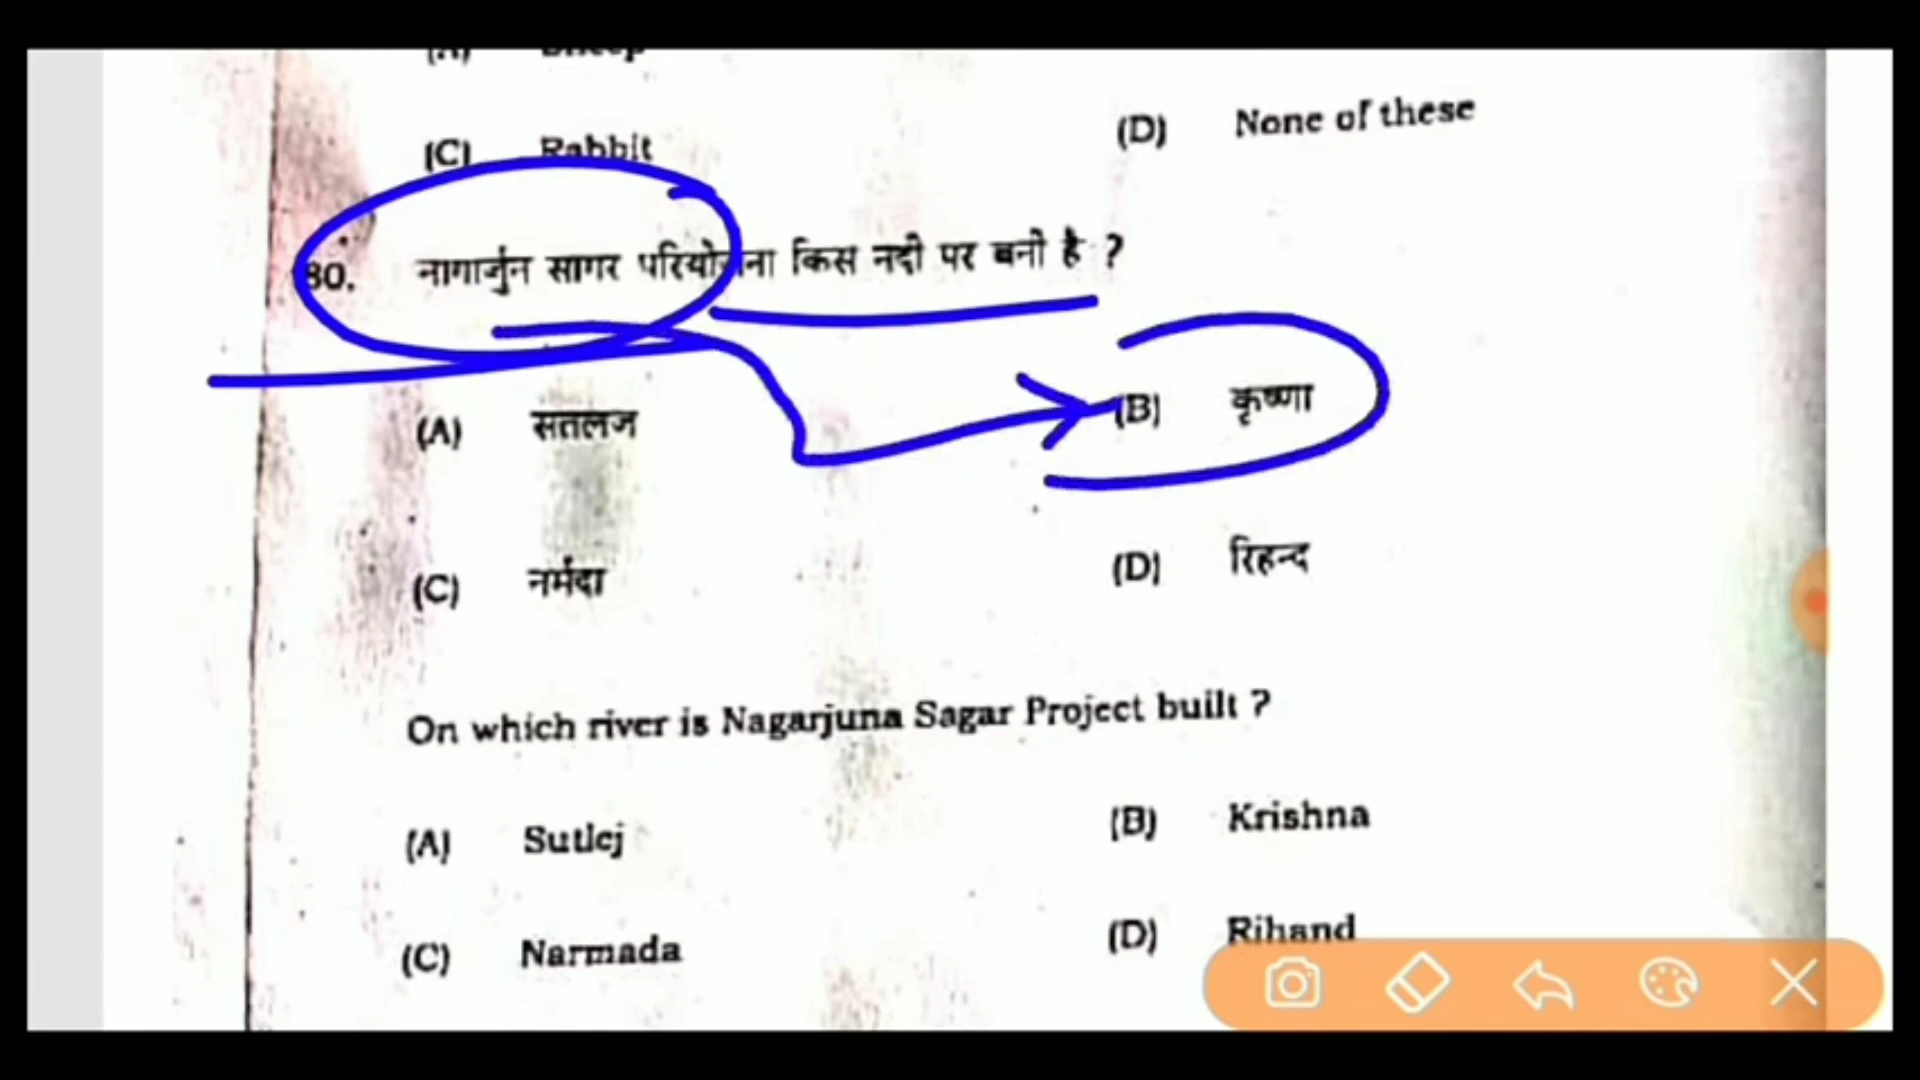 (A) Sheep
(C) Rabbit (D) None of these
80. नागार्जुन सागर परियोजना किस नदी पर बनी है ?
(A) सतलज (B) कृष्णा
(C) नर्मदा (D) रिहन्द
On which river is Nagarjuna Sagar Project built ?
(A) Sutlej (B) Krishna
(C) Narmada (D) Rihand